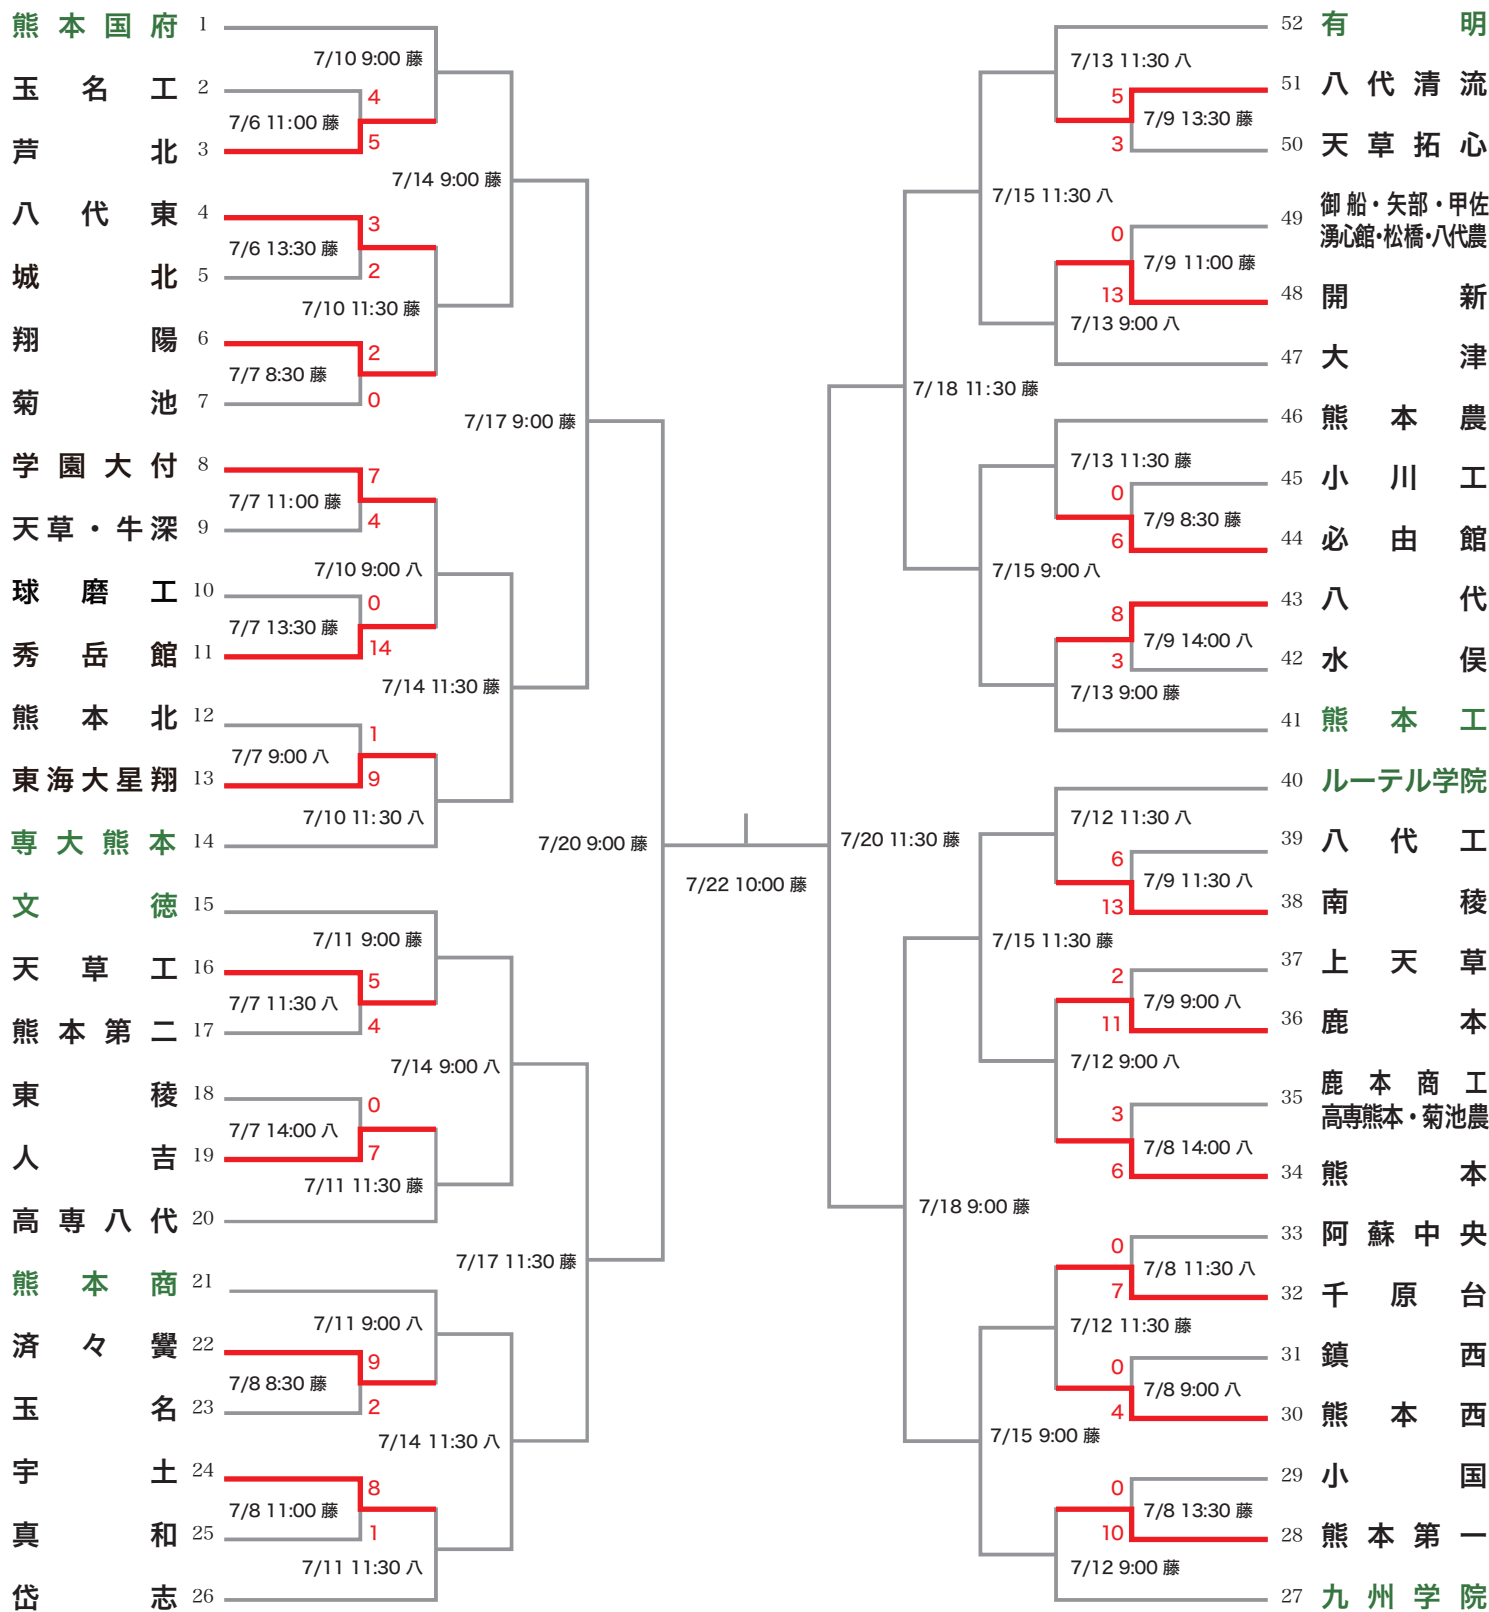 熊本国府 1
7/10 9:00 藤
玉名工 2
4
7/6 11:00 藤
芦北 3
5
7/14 9:00 藤
八代東 4
3
7/6 13:30 藤
城北 5
2
7/10 11:30 藤
翔陽 6
2
7/7 8:30 藤
菊池 7
0
7/17 9:00 藤
学園大付 8
7
7/7 11:00 藤
天草・牛深 9
4
7/10 9:00 八
球磨工 10
0
7/7 13:30 藤
秀岳館 11
14
7/14 11:30 藤
熊本北 12
1
7/7 9:00 八
東海大星翔 13
9
7/10 11:30 八
専大熊本 14
7/20 9:00 藤
文徳 15
7/11 9:00 藤
天草工 16
5
7/7 11:30 八
熊本第二 17
4
7/14 9:00 八
東稜 18
0
7/7 14:00 八
人吉 19
7
7/11 11:30 藤
高専八代 20
7/17 11:30 藤
熊本商 21
7/11 9:00 八
済々黌 22
9
7/8 8:30 藤
玉名 23
2
7/14 11:30 八
宇土 24
8
7/8 11:00 藤
真和 25
1
7/11 11:30 八
岱志 26
7/22 10:00 藤
52 有明
7/13 11:30 八
51 八代清流
5
7/9 13:30 藤
50 天草拓心
3
7/15 11:30 八
49 御船・矢部・甲佐
湧心館・松橋・八代農
0
7/9 11:00 藤
48 開新
13
7/13 9:00 八
47 大津
7/18 11:30 藤
46 熊本農
7/13 11:30 藤
45 小川工
0
7/9 8:30 藤
44 必由館
6
7/15 9:00 八
43 八代
8
7/9 14:00 八
42 水俣
3
7/13 9:00 藤
41 熊本工
7/20 11:30 藤
40 ルーテル学院
7/12 11:30 八
39 八代工
6
7/9 11:30 八
38 南稜
13
7/15 11:30 藤
37 上天草
2
7/9 9:00 八
36 鹿本
11
7/12 9:00 八
35 鹿本商工
高専熊本・菊池農
3
7/8 14:00 八
34 熊本
6
7/18 9:00 藤
33 阿蘇中央
0
7/8 11:30 八
32 千原台
7
7/12 11:30 藤
31 鎮西
0
7/8 9:00 八
30 熊本西
4
7/15 9:00 藤
29 小国
0
7/8 13:30 藤
28 熊本第一
10
7/12 9:00 藤
27 九州学院